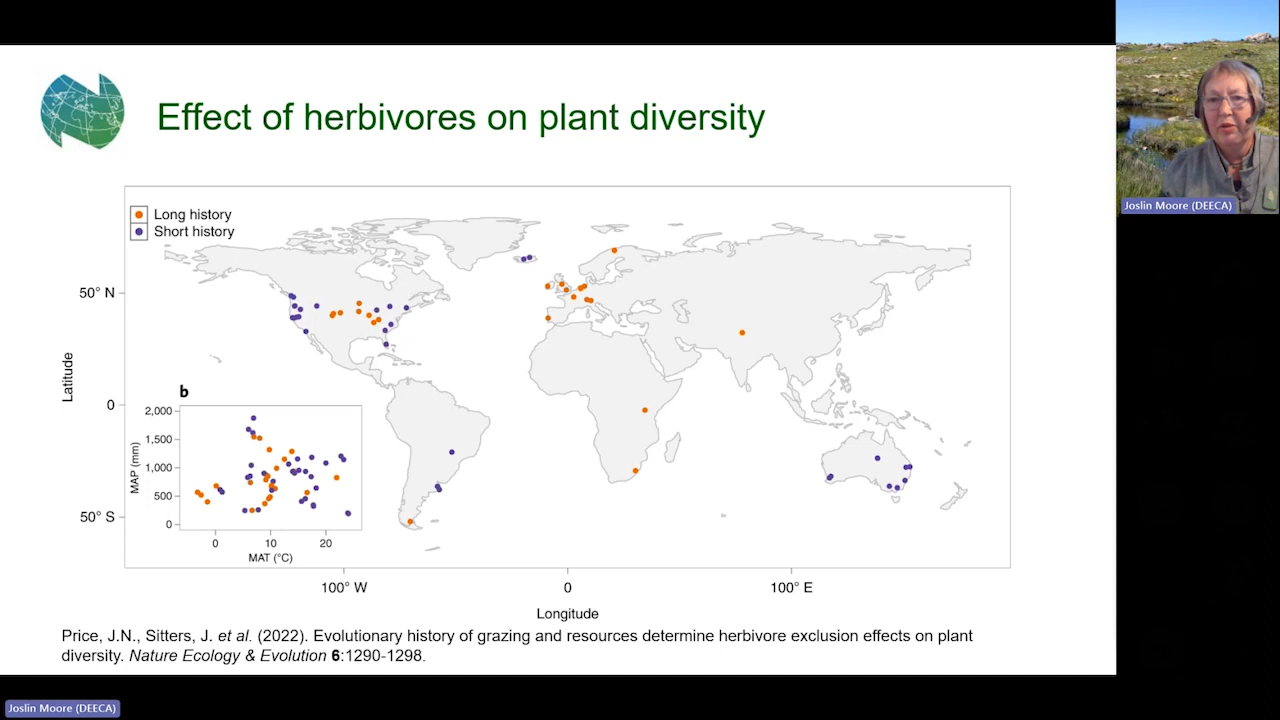 Effect of herbivores on plant diversity
Joslin Moore (DEECA)
Long history
Short history
50° N
0
50° S
Latitude
b
2,000
1,500
1,000
500
0
MAP (mm)
0 10 20
MAT (°C)
100° W 0 100° E
Longitude
Price, J.N., Sitters, J. et al. (2022). Evolutionary history of grazing and resources determine herbivore exclusion effects on plant
diversity. Nature Ecology & Evolution 6:1290-1298.
Joslin Moore (DEECA)